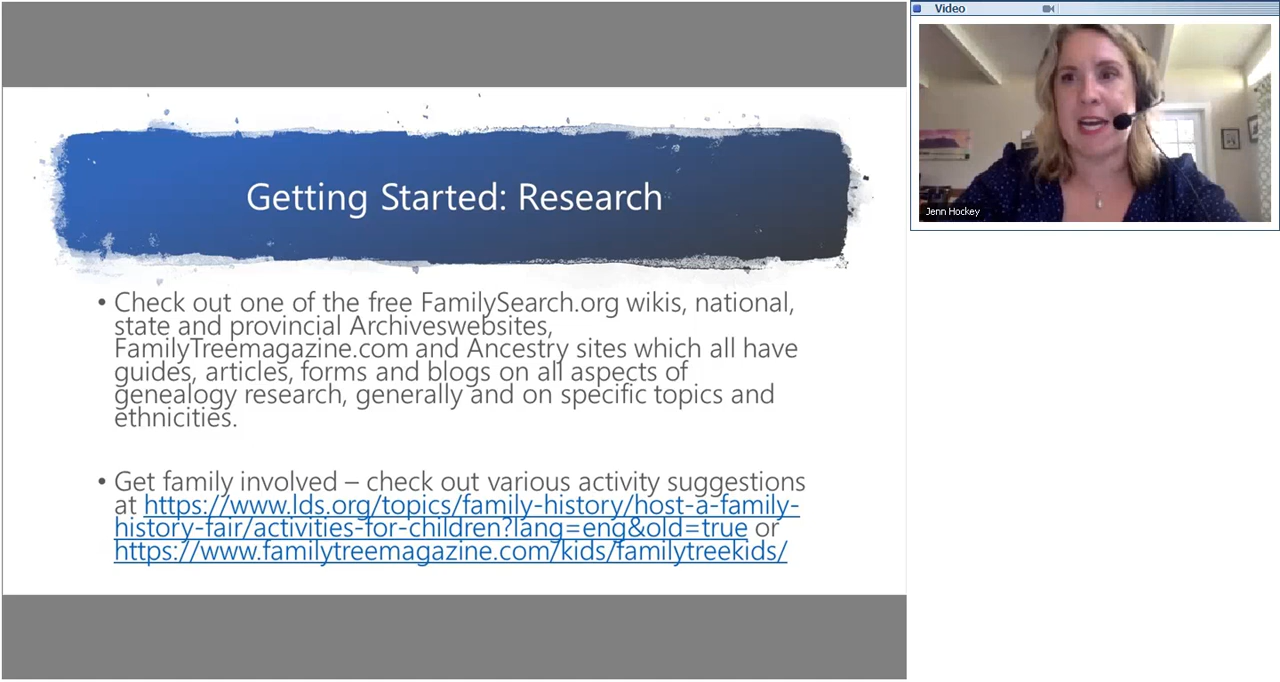 Getting Started: Research
• Check out one of the free FamilySearch.org wikis, national,
state and provincial Archiveswebsites,
FamilyTreemagazine.com and Ancestry sites which all have
guides, articles, forms and blogs on all aspects of
genealogy research, generally and on specific topics and
ethnicities.
• Get family involved – check out various activity suggestions
at https://www.lds.org/topics/family-history/host-a-family-
history-fair/activities-for-children?lang=eng&old=true or
https://www.familytreemagazine.com/kids/familytreekids/
Video
Jenn Hockey